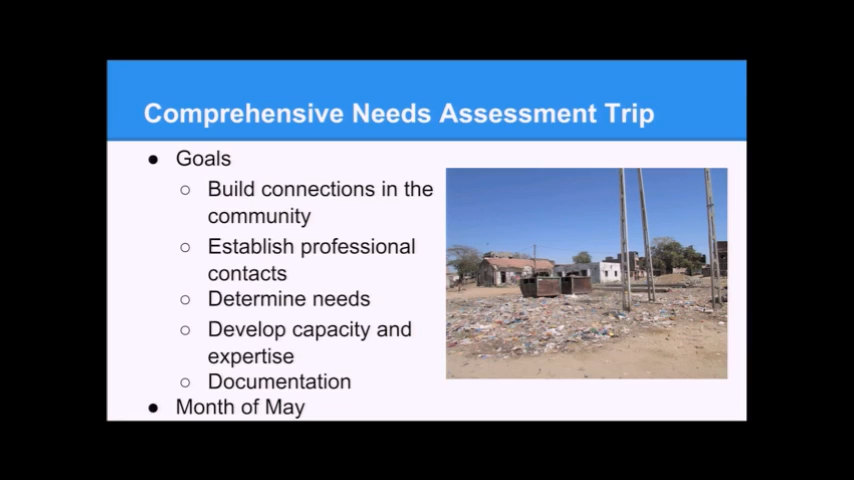 Comprehensive Needs Assessment Trip
● Goals
○ Build connections in the
community
○ Establish professional
contacts
○ Determine needs
○ Develop capacity and
expertise
○ Documentation
● Month of May